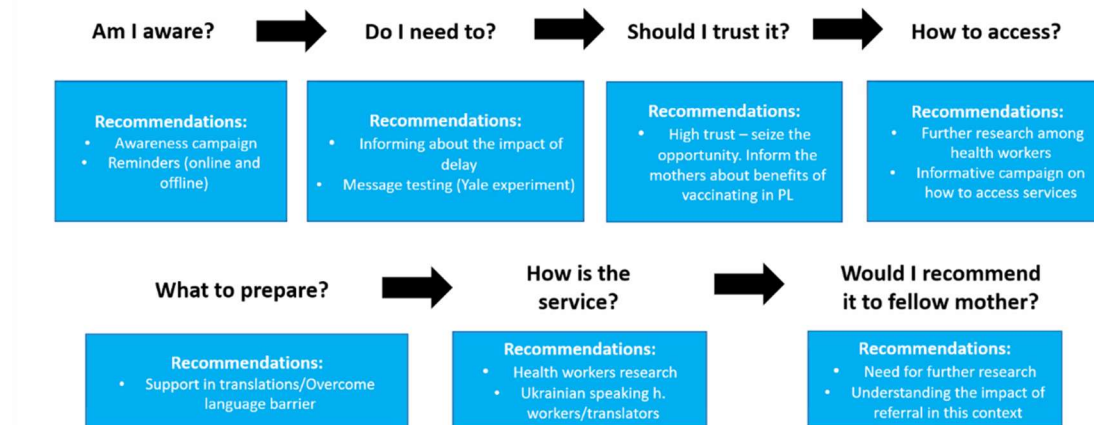 Am I aware?
Do I need to?
Should I trust it?
How to access?
Recommendations:
• Awareness campaign
• Reminders (online and
offline)
Recommendations:
• Informing about the impact of
delay
• Message testing (Yale experiment)
Recommendations:
• High trust – seize the
opportunity. Inform the
mothers about benefits of
vaccinating in PL
Recommendations:
• Further research among
health workers
• Informative campaign on
how to access services
What to prepare?
How is the
service?
Would I recommend
it to fellow mother?
Recommendations:
• Support in translations/Overcome
language barrier
Recommendations:
• Health workers research
• Ukrainian speaking h.
workers/translators
Recommendations:
• Need for further research
• Understanding the impact of
referral in this context